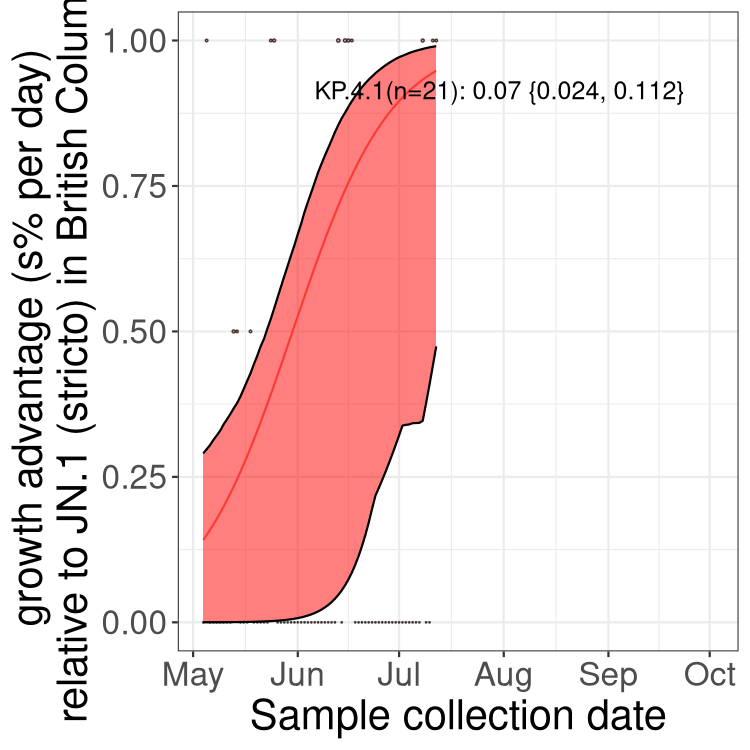 growth advantage (s% per day)
relative to JN.1 (stricto) in British Colum
1.00
0.75
0.50
0.25
0.00
KP.4.1(n=21): 0.07 {0.024, 0.112}
May Jun Jul Aug Sep Oct
Sample collection date